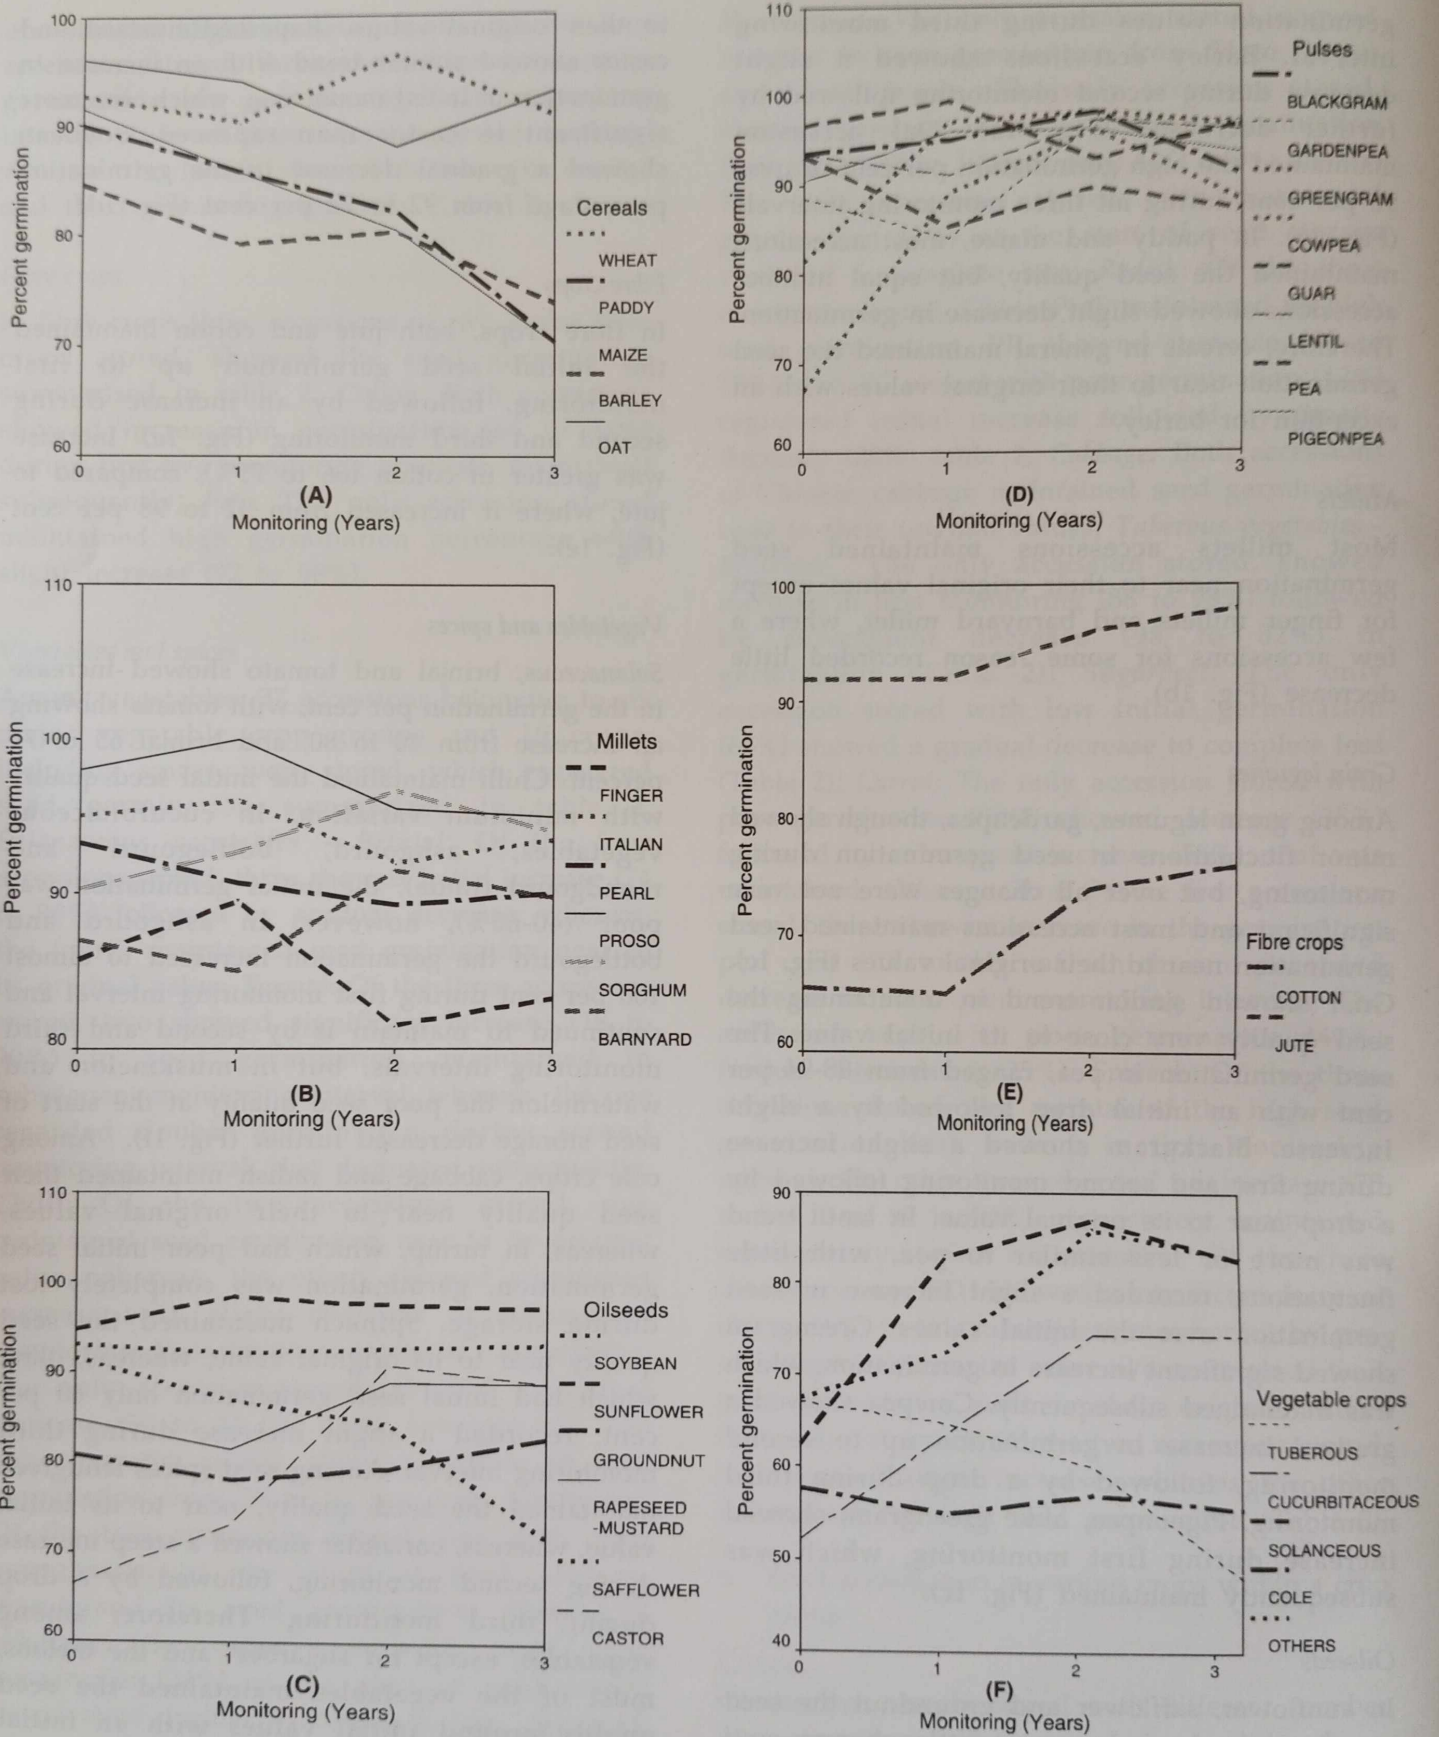 100
90
80
70
60
Percent germination
0 1 2 3
(A)
Monitoring (Years)
Cereals
WHEAT
PADDY
MAIZE
BARLEY
OAT
110
100
90
80
70
60
Percent germination
0 1 2 3
(D)
Monitoring (Years)
Pulses
BLACKGRAM
GARDENPEA
GREENGRAM
COWPEA
GUAR
LENTIL
PEA
PIGEONPEA
110
100
90
80
Percent germination
0 1 2 3
(B)
Monitoring (Years)
Millets
FINGER
ITALIAN
PEARL
PROSO
SORGHUM
BARNYARD
100
90
80
70
60
Percent germination
0 1 2 3
(E)
Monitoring (Years)
Fibre crops
COTTON
JUTE
110
100
90
80
70
60
Percent germination
0 1 2 3
(C)
Monitoring (Years)
Oilseeds
SOYBEAN
SUNFLOWER
GROUNDNUT
RAPESEED
-MUSTARD
SAFFLOWER
CASTOR
90
80
70
60
50
40
Percent germination
0 1 2 3
(F)
Monitoring (Years)
Vegetable crops
TUBEROUS
CUCURBITACEOUS
SOLANCEOUS
COLE
OTHERS